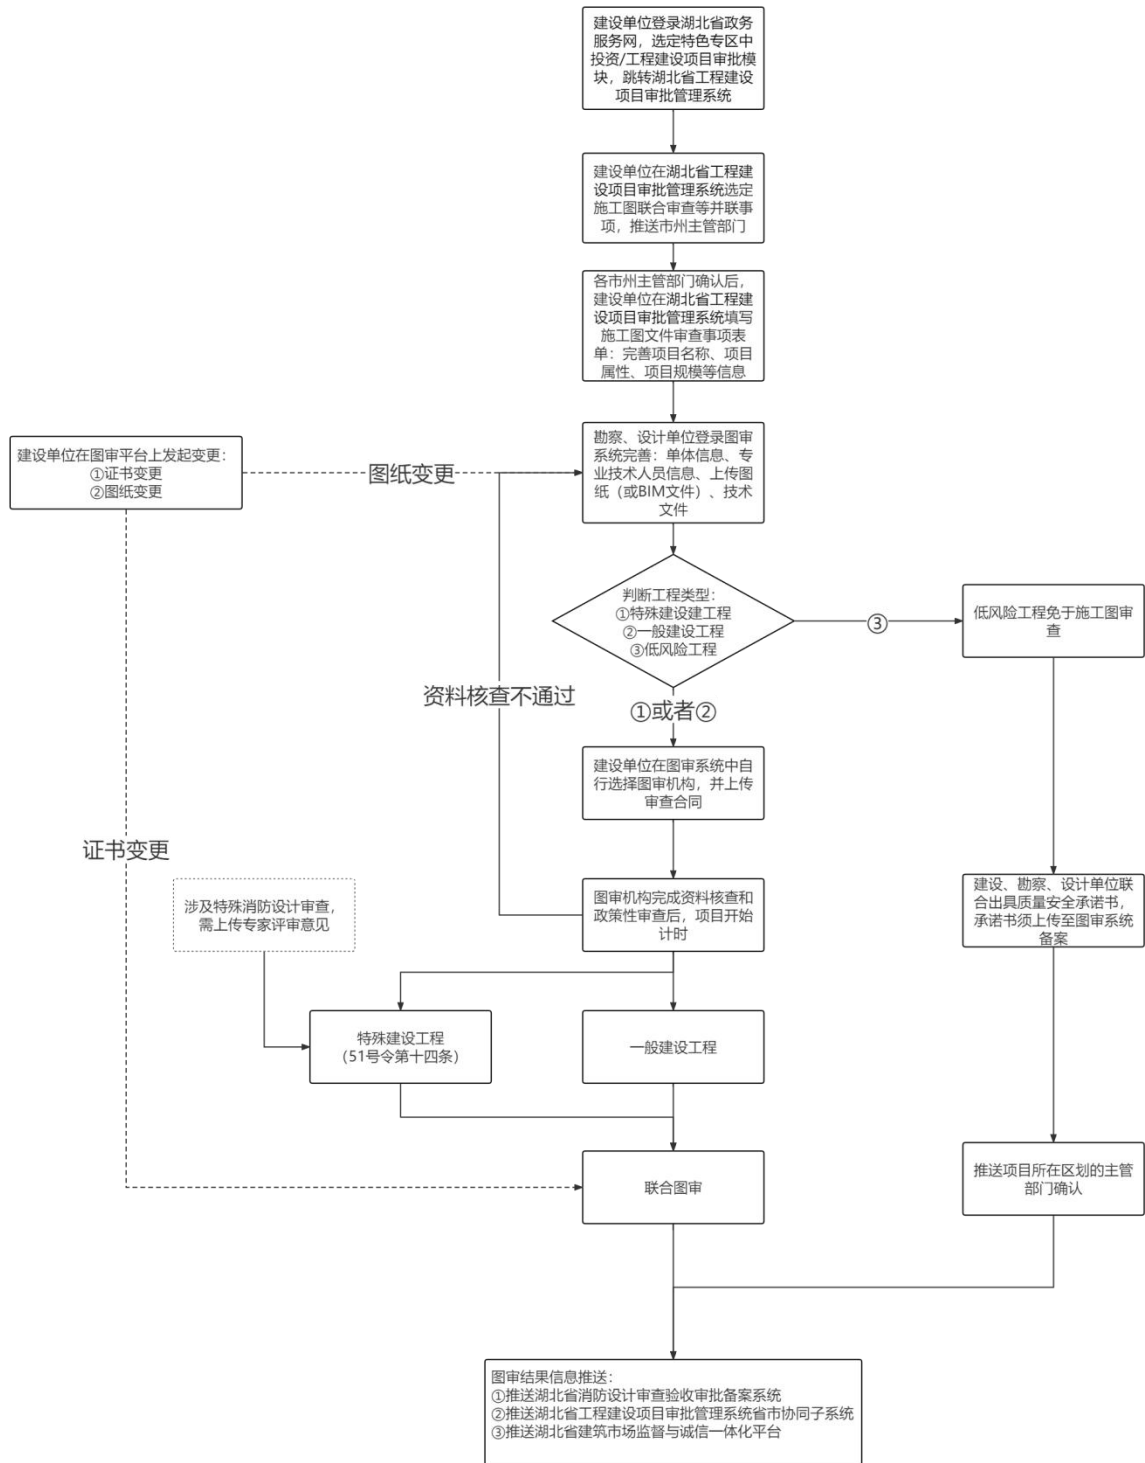 建设单位登录湖北省政务
服务网，选定特色专区中
投资/工程建设项目审批模
块，跳转湖北省工程建设
项目审批管理系统
建设单位在湖北省工程建
设项目审批管理系统选定
施工图联合审查等并联事
项，推送市州主管部门
各市州主管部门确认后，
建设单位在湖北省工程建
设项目审批管理系统填写
施工图文件审查事项表
单：完善项目名称、项目
属性、项目规模等信息
建设单位在图审平台上发起变更：
①证书变更
②图纸变更
图纸变更
勘察、设计单位登录图审
系统完善：单体信息、专
业技术人员信息、上传图
纸（或BIM文件）、技术
文件
判断工程类型：
①特殊建设建工程
②一般建设工程
③低风险工程
③
低风险工程免于施工图审
查
资料核查不通过
①或者②
建设单位在图审系统中自
行选择图审机构，并上传
审查合同
证书变更
涉及特殊消防设计审查，
需上传专家评审意见
图审机构完成资料核查和
政策性审查后，项目开始
计时
建设、勘察、设计单位联
合出具质量安全承诺书，
承诺书须上传至图审系统
备案
特殊建设工程
（51号令第十四条）
一般建设工程
联合图审
推送项目所在区划的主管
部门确认
图审结果信息推送：
①推送湖北省消防设计审查验收审批备案系统
②推送湖北省工程建设项目审批管理系统省市协同子系统
③推送湖北省建筑市场监督与诚信一体化平台